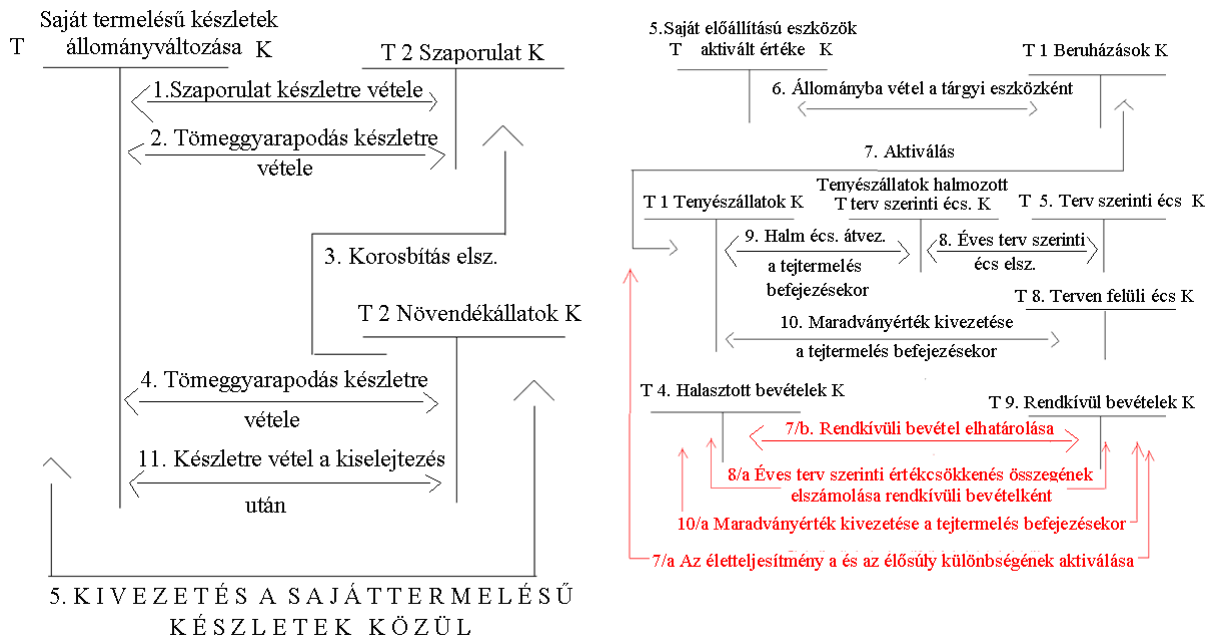 Saját termelésű készletek
T állományváltozása K
T 2 Szaporulat K
1.Szaporulat készletre vétele
2. Tömeggyarapodás készletre
vétele
3. Korosbítás elsz.
T 2 Növendékállatok K
4. Tömeggyarapodás készletre
vétele
11. Készletre vétel a kiselejtezés
után
5. K I V E Z E T É S A S A J Á T T E R M E L É S Ű
K É S Z L E T E K K Ö Z Ü L
5.Saját előállítású eszközök
T aktivált értéke K
T 1 Beruházások K
6. Állományba vétel a tárgyi eszközként
7. Aktiválás
T 1 Tenyészállatok K
Tenyészállatok halmozott
T terv szerinti écs. K
T 5. Terv szerinti écs K
9. Halm écs. átvez.
a tejtermelés
befejezésekor
8. Éves terv szerinti
écs elsz.
T 8. Terven felüli écs K
10. Maradványérték kivezetése
a tejtermelés befejezésekor
T 4. Halasztott bevételek K
T 9. Rendkívül bevételek K
7/b. Rendkívüli bevétel elhatárolása
8/a Éves terv szerinti értékcsökkenés összegének
elszámolása rendkívüli bevételként
10/a Maradványérték kivezetése a tejtermelés befejezésekor
7/a Az életteljesítmény a és az élősúly különbségének aktiválása